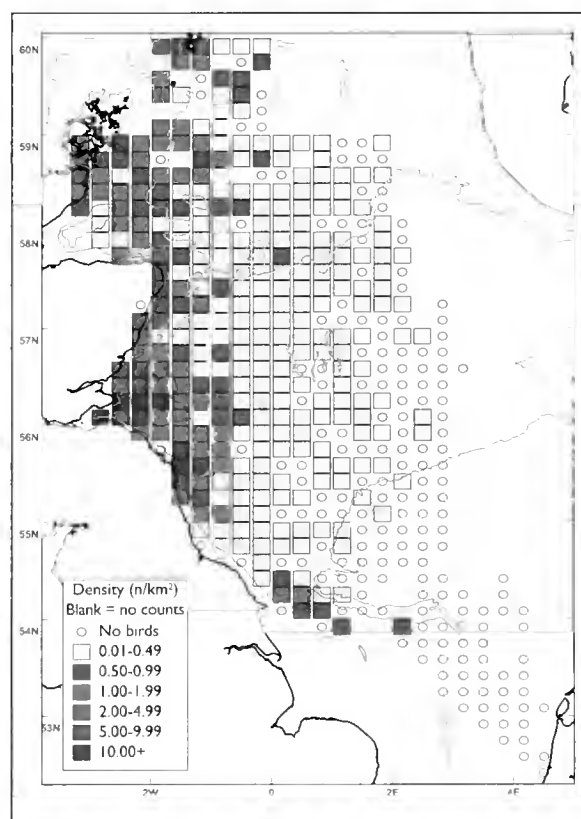 60N
59N
58N
57N
56N
55N
54N
53N
Density (n/km²)
Blank = no counts
No birds
0.01-0.49
0.50-0.99
1.00-1.99
2.00-4.99
5.00-9.99
10.00+
2W 0 2E 4E